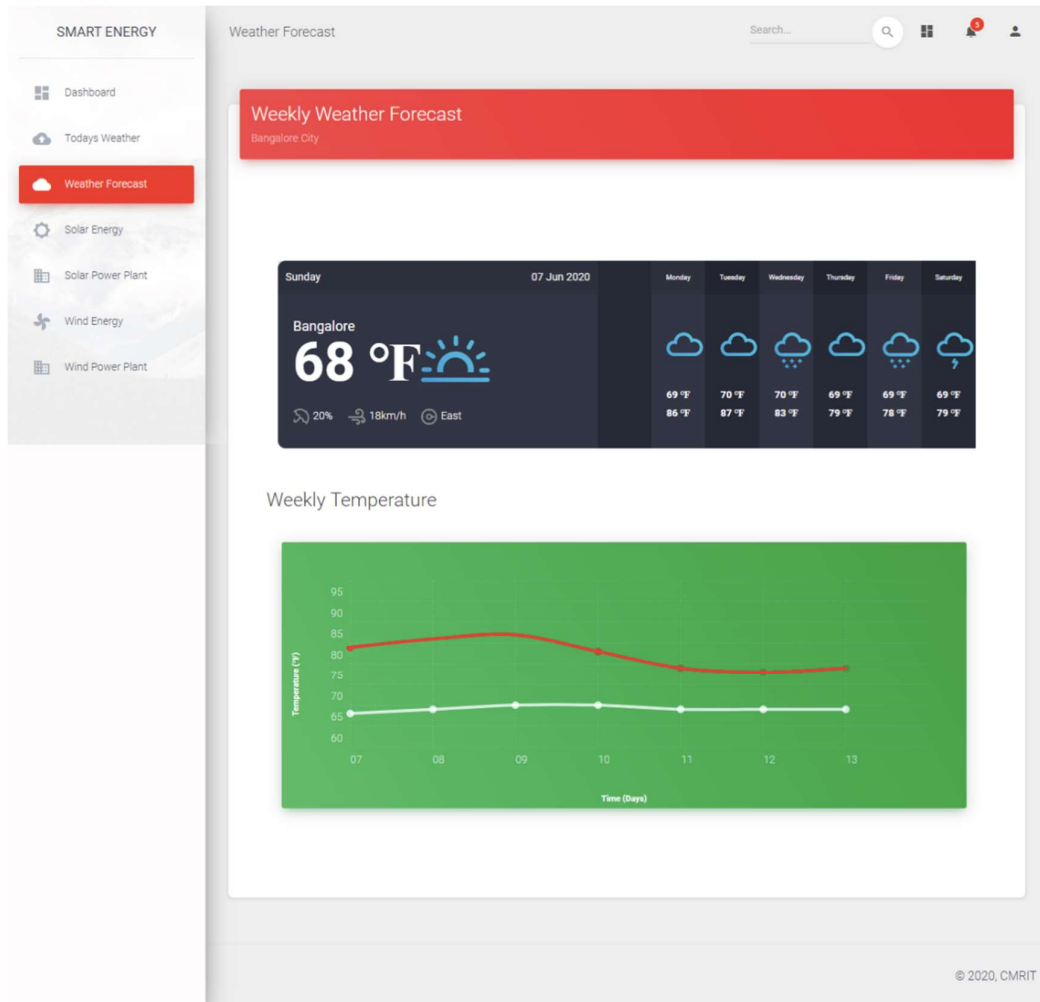 SMART ENERGY
Dashboard
Todays Weather
Weather Forecast
Solar Energy
Solar Power Plant
Wind Energy
Wind Power Plant
Weather Forecast
Search...
5
Weekly Weather Forecast
Bangalore City
Sunday 07 Jun 2020
Bangalore
68 °F
20% 18km/h East
Monday Tuesday Wednesday Thursday Friday Saturday
69 °F 70 °F 70 °F 69 °F 69 °F 69 °F
86 °F 87 °F 83 °F 79 °F 78 °F 79 °F
Weekly Temperature
Temperature (°F)
95
90
85
80
75
70
65
60
07 08 09 10 11 12 13
Time (Days)
© 2020, CMRIT